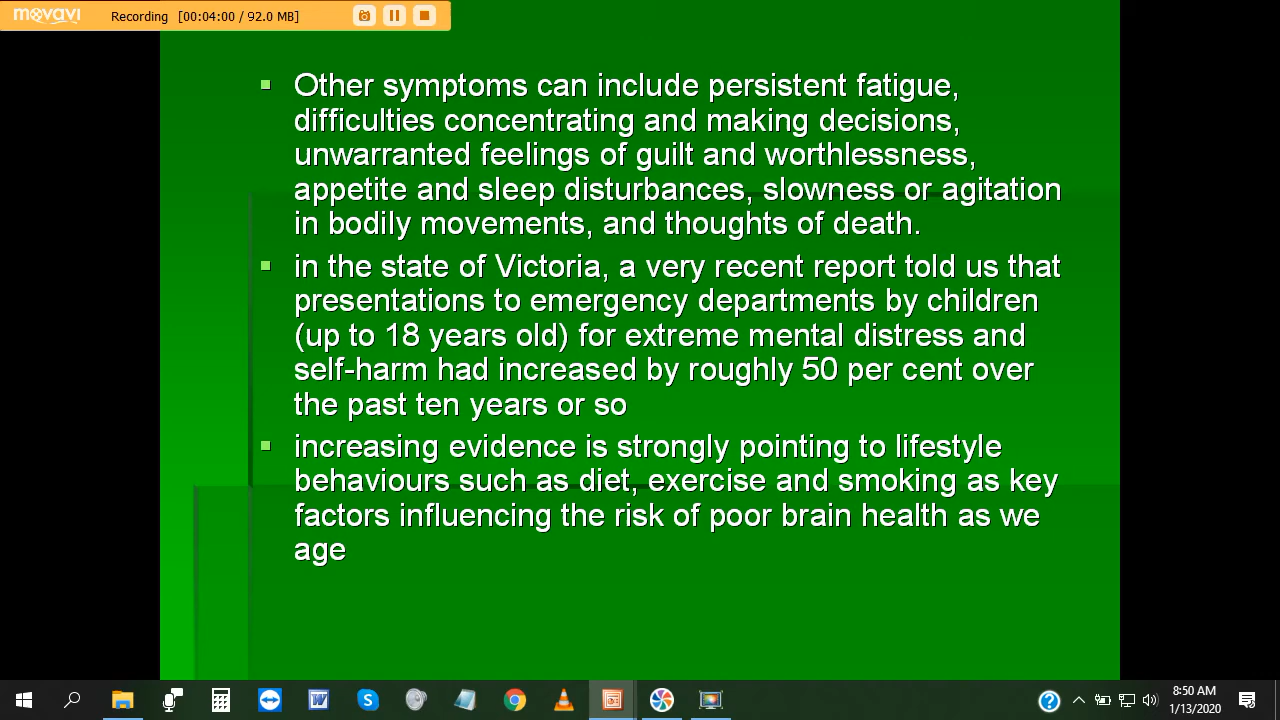 movavi
Recording [00:04:00 / 92.0 MB]
Other symptoms can include persistent fatigue,
difficulties concentrating and making decisions,
unwarranted feelings of guilt and worthlessness,
appetite and sleep disturbances, slowness or agitation
in bodily movements, and thoughts of death.
in the state of Victoria, a very recent report told us that
presentations to emergency departments by children
(up to 18 years old) for extreme mental distress and
self-harm had increased by roughly 50 per cent over
the past ten years or so
increasing evidence is strongly pointing to lifestyle
behaviours such as diet, exercise and smoking as key
factors influencing the risk of poor brain health as we
age
8:50 AM
1/13/2020